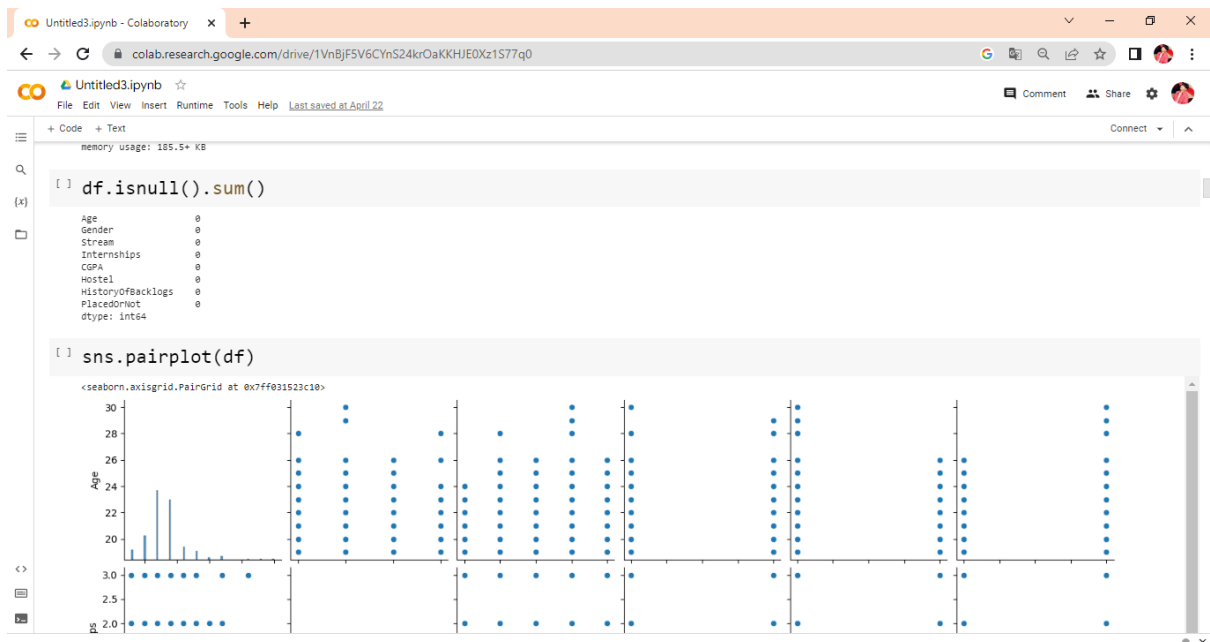 Untitled3.ipynb - Colaboratory
colab.research.google.com/drive/1VnBjF5V6CYnS24krOaKKHJE0Xz1S77q0
Untitled3.ipynb
File Edit View Insert Runtime Tools Help Last saved at April 22
Comment Share
+ Code + Text
Connect
memory usage: 185.5+ KB
[ ] df.isnull().sum()
Age 0
Gender 0
Stream 0
Internships 0
CGPA 0
Hostel 0
HistoryOfBacklogs 0
PlacedOrNot 0
dtype: int64
[ ] sns.pairplot(df)
<seaborn.axisgrid.PairGrid at 0x7ff031523c10>
30
28
26
Age
24
22
20
3.0
2.5
2.0